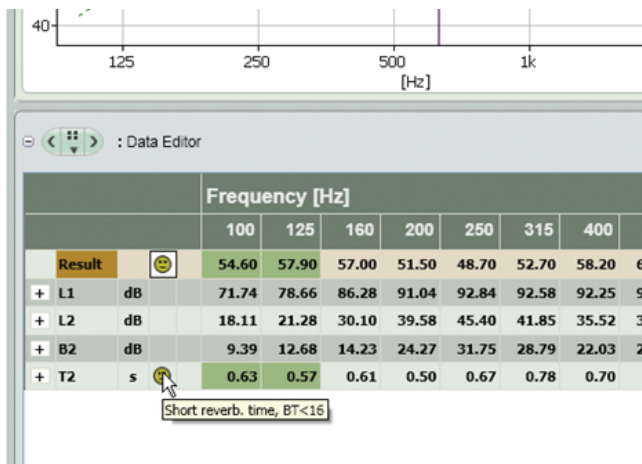 40
125 250 500 1k
[Hz]
: Data Editor
Frequency [Hz]
100 125 160 200 250 315 400
Result 54.60 57.90 57.00 51.50 48.70 52.70 58.20
L1 dB 71.74 78.66 86.28 91.04 92.84 92.58 92.25
L2 dB 18.11 21.28 30.10 39.58 45.40 41.85 35.52
B2 dB 9.39 12.68 14.23 24.27 31.75 28.79 22.03
T2 s 0.63 0.57 0.61 0.50 0.67 0.78 0.70
Short reverb. time, BT<16